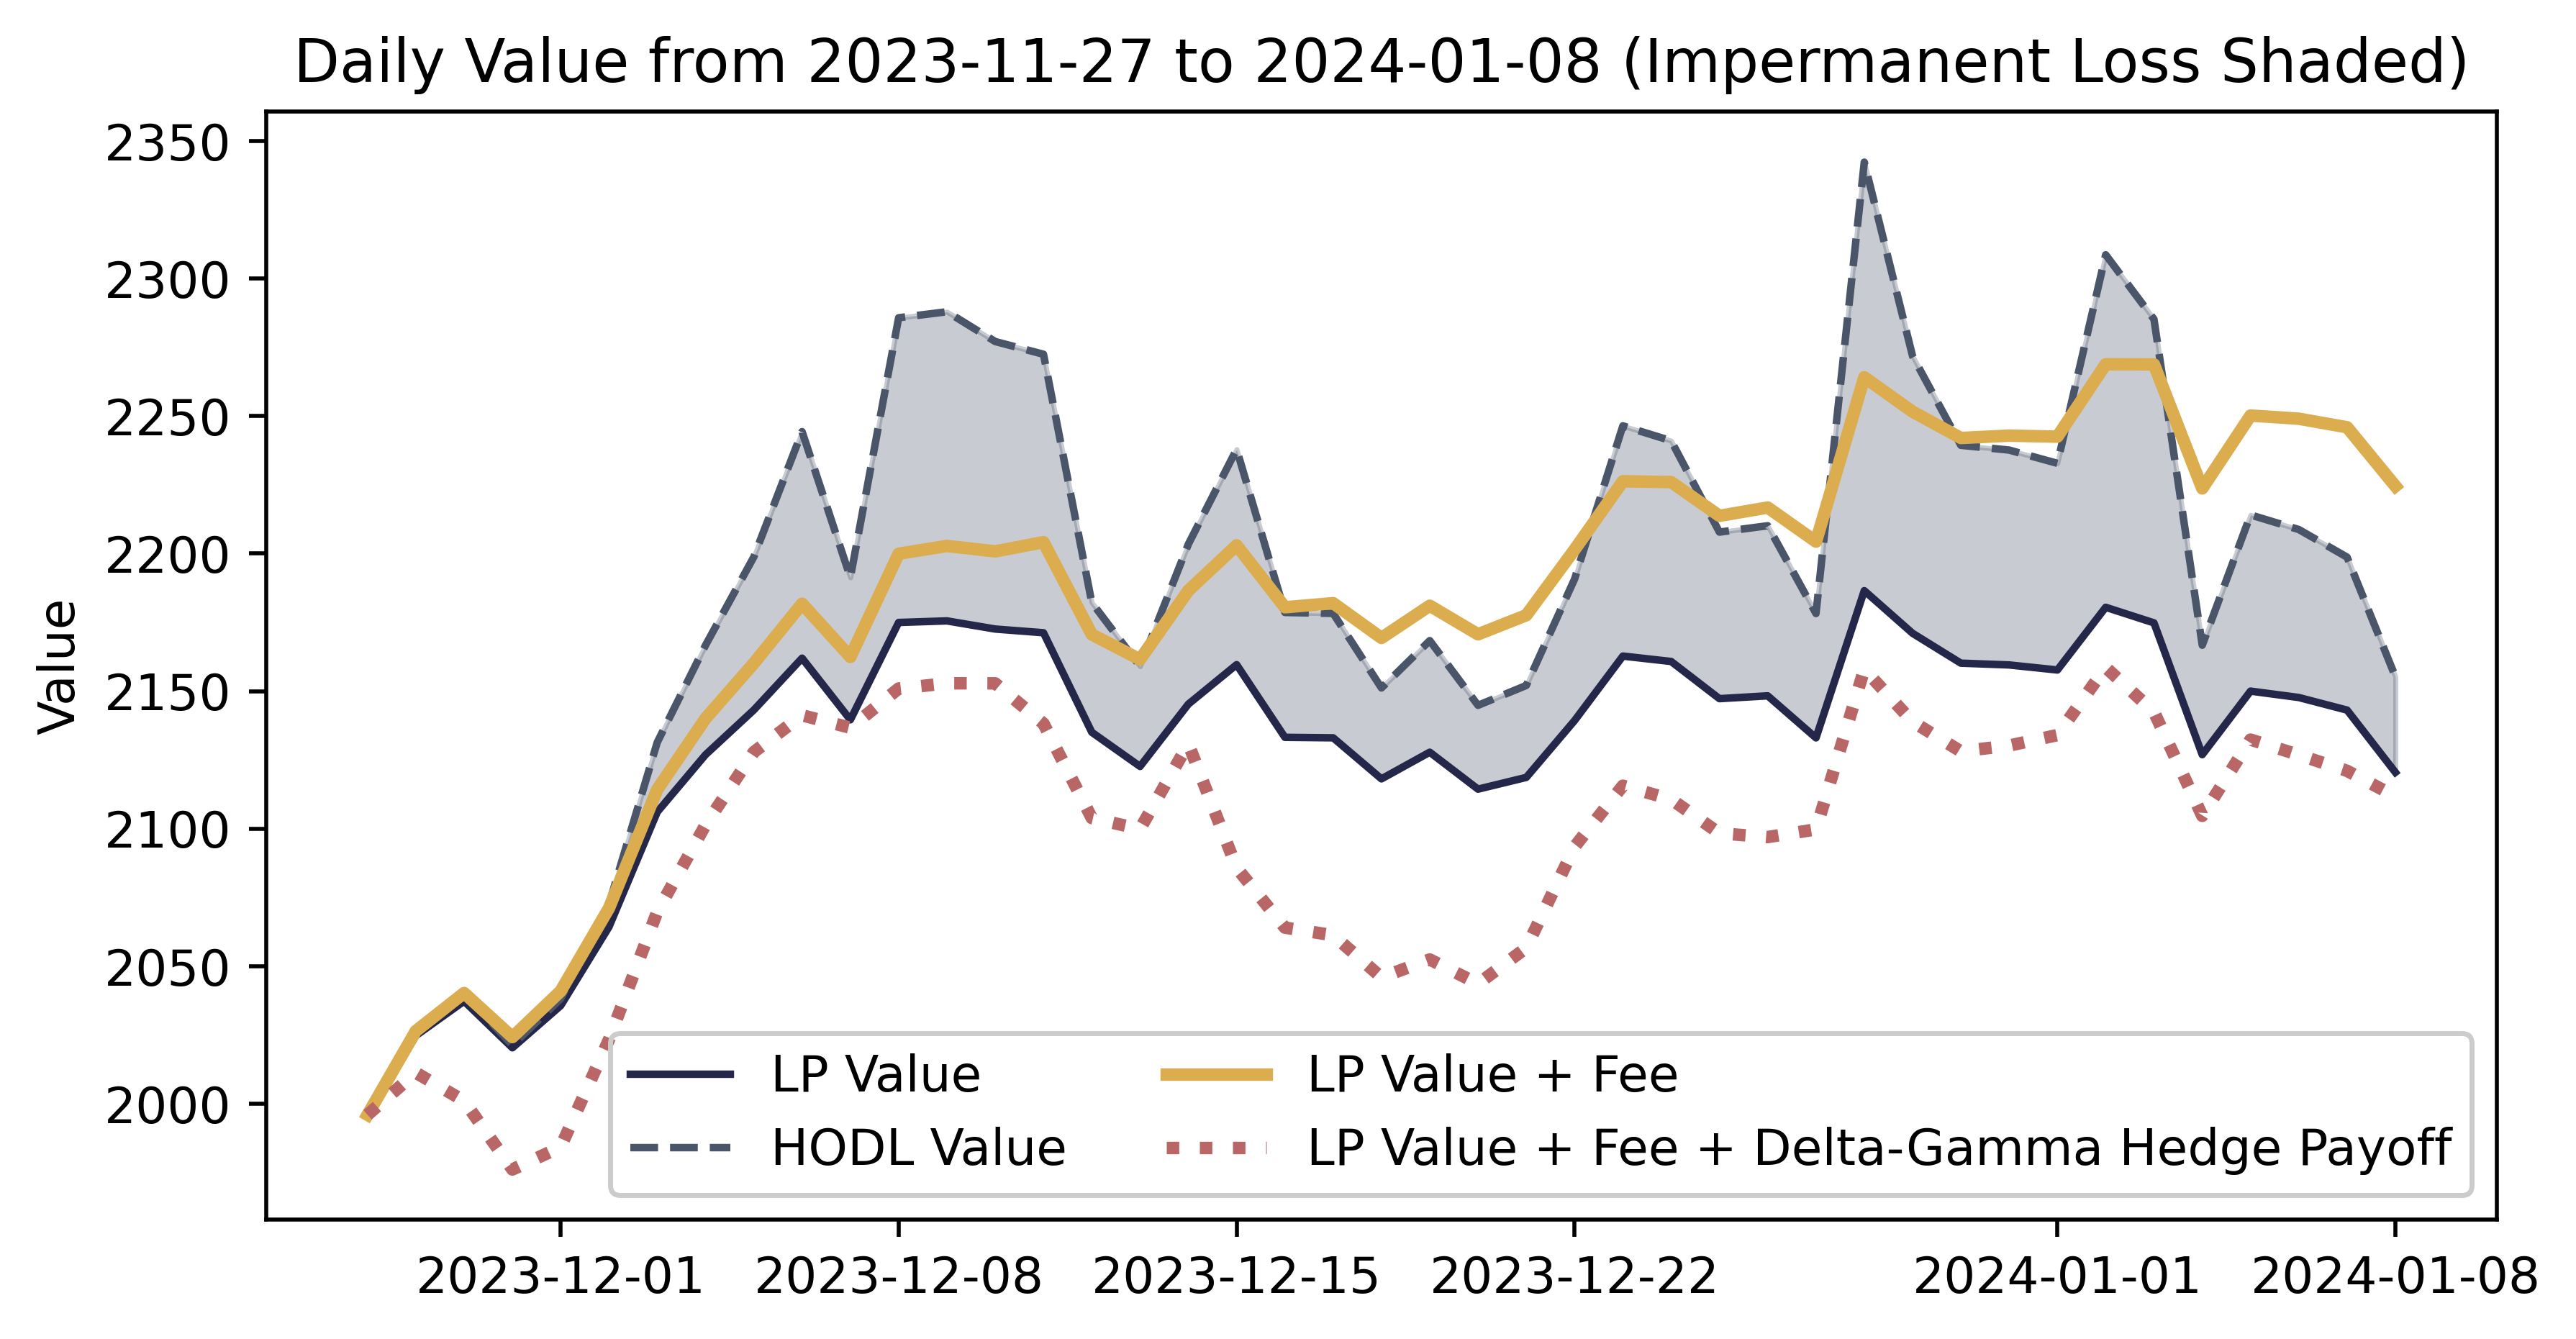 Daily Value from 2023-11-27 to 2024-01-08 (Impermanent Loss Shaded)
2350
2300
2250
2200
2150
2100
2050
2000
Value
LP Value
HODL Value
LP Value + Fee
LP Value + Fee + Delta-Gamma Hedge Payoff
2023-12-01
2023-12-08
2023-12-15
2023-12-22
2024-01-01
2024-01-08